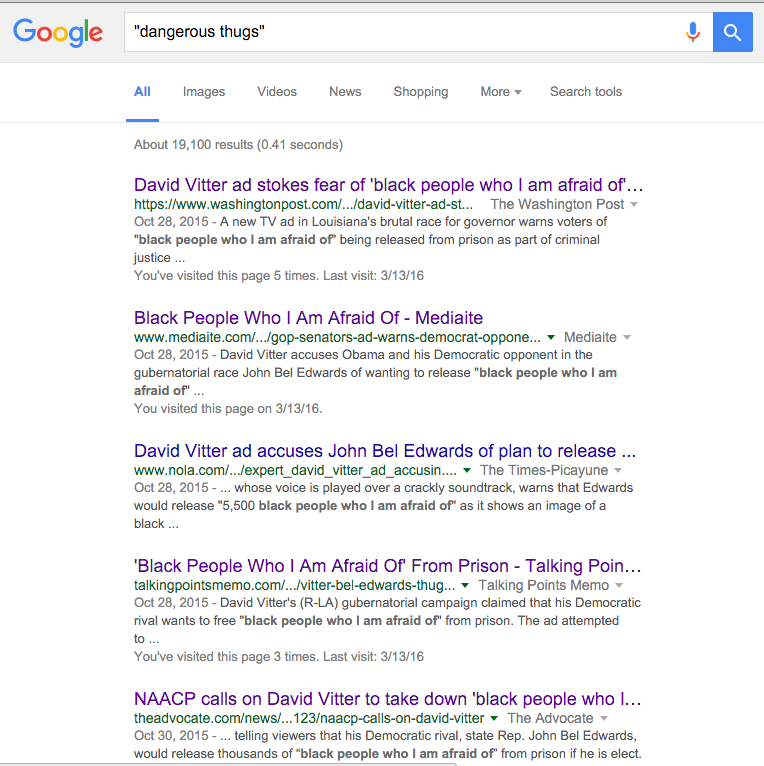 Google
"dangerous thugs"
All Images Videos News Shopping More Search tools
About 19,100 results (0.41 seconds)
David Vitter ad stokes fear of 'black people who I am afraid of'...
https://www.washingtonpost.com/.../david-vitter-ad-st... The Washington Post
Oct 28, 2015 - A new TV ad in Louisiana's brutal race for governor warns voters of
"black people who I am afraid of" being released from prison as part of criminal
justice ...
You've visited this page 5 times. Last visit: 3/13/16
Black People Who I Am Afraid Of - Mediaite
www.mediaite.com/.../gop-senators-ad-warns-democrat-oppone... Mediaite
Oct 28, 2015 - David Vitter accuses Obama and his Democratic opponent in the
gubernatorial race John Bel Edwards of wanting to release "black people who I am
afraid of" ...
You visited this page on 3/13/16.
David Vitter ad accuses John Bel Edwards of plan to release ...
www.nola.com/.../expert_david_vitter_ad_accusin.... The Times-Picayune
Oct 28, 2015 - ... whose voice is played over a crackly soundtrack, warns that Edwards
would release "5,500 black people who I am afraid of" as it shows an image of a
black ...
'Black People Who I Am Afraid Of' From Prison - Talking Poin...
talkingpointsmemo.com/.../vitter-bel-edwards-thug... Talking Points Memo
Oct 28, 2015 - David Vitter's (R-LA) gubernatorial campaign claimed that his Democratic
rival wants to free "black people who I am afraid of" from prison. The ad attempted
to ...
You've visited this page 3 times. Last visit: 3/13/16
NAACP calls on David Vitter to take down 'black people who I...
theadvocate.com/news/...123/naacp-calls-on-david-vitter The Advocate
Oct 30, 2015 - ... telling viewers that his Democratic rival, state Rep. John Bel Edwards,
would release thousands of "black people who I am afraid of" from prison if he is elect.